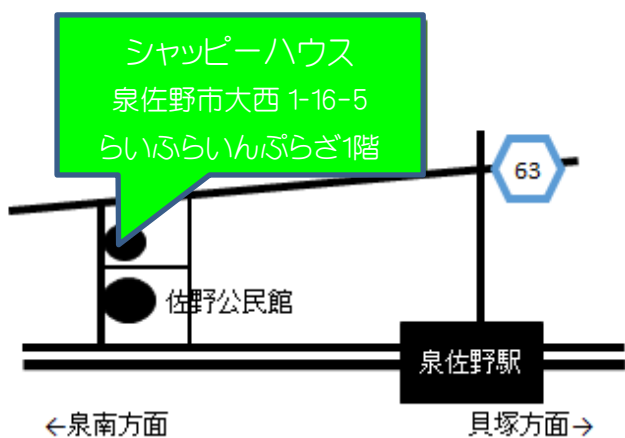 シャッピーハウス
泉佐野市大西 1-16-5
らいふらいんぷらざ1階
63
佐野公民館
泉佐野駅
←泉南方面
貝塚方面→